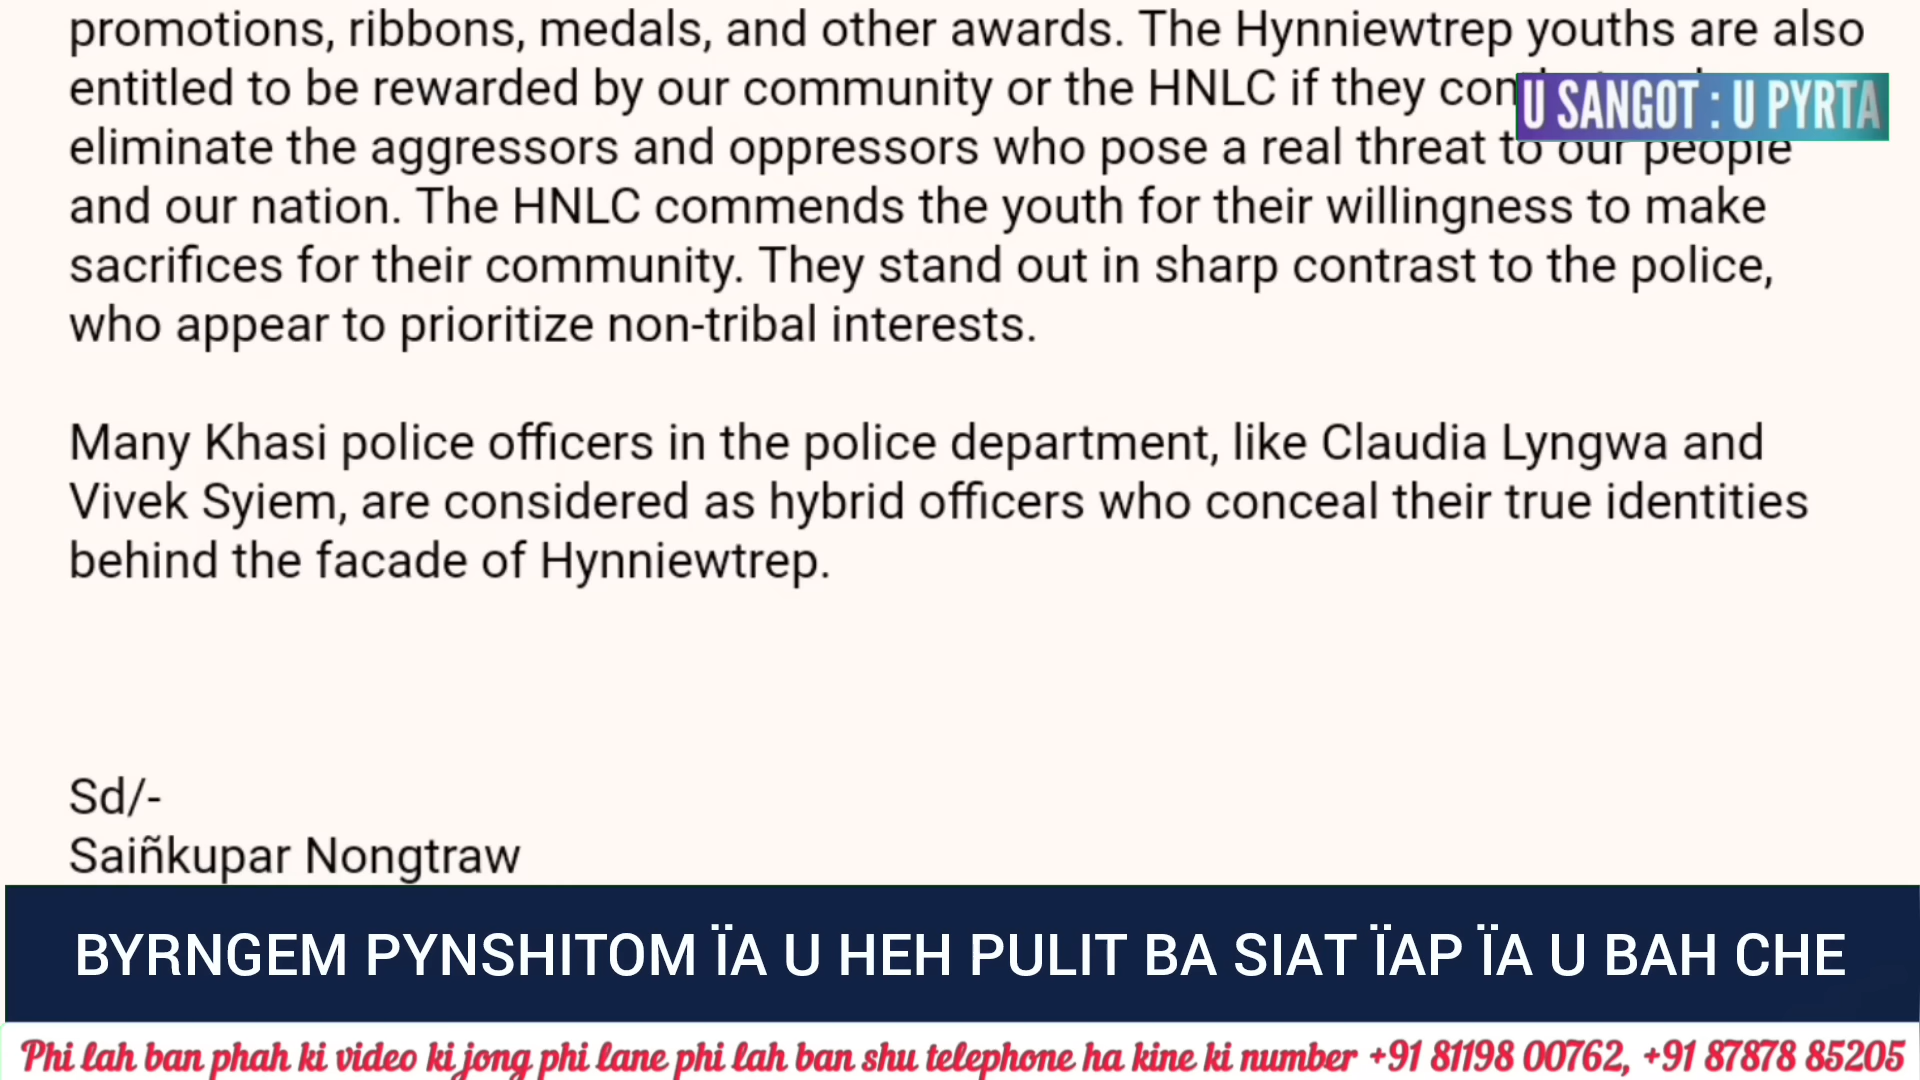 promotions, ribbons, medals, and other awards. The Hynniewtrep youths are also
entitled to be rewarded by our community or the HNLC if they
U SANGOT : U PYRTA
eliminate the aggressors and oppressors who pose a real threat to our people
and our nation. The HNLC commends the youth for their willingness to make
sacrifices for their community. They stand out in sharp contrast to the police,
who appear to prioritize non-tribal interests.
Many Khasi police officers in the police department, like Claudia Lyngwa and
Vivek Syiem, are considered as hybrid officers who conceal their true identities
behind the facade of Hynniewtrep.
Sd/-
Saiñkupar Nongtraw
BYRNGEM PYNSHITOM ÏA U HEH PULIT BA SIAT ÏAP ÏA U BAH CHE
Phi lah ban phah ki video ki jong phi lane phi lah ban shu telephone ha kine ki number +91 81198 00762, +91 87878 85205